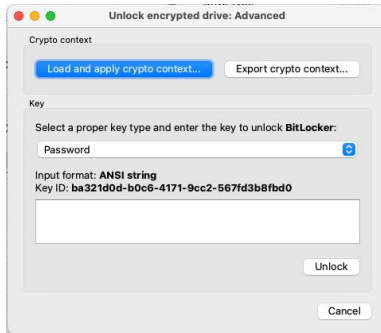 Unlock encrypted drive: Advanced
Crypto context
Load and apply crypto context...
Export crypto context...
Key
Select a proper key type and enter the key to unlock BitLocker:
Password
Input format: ANSI string
Key ID: ba321d0d-b0c6-4171-9cc2-567fd3b8fbd0
Unlock
Cancel